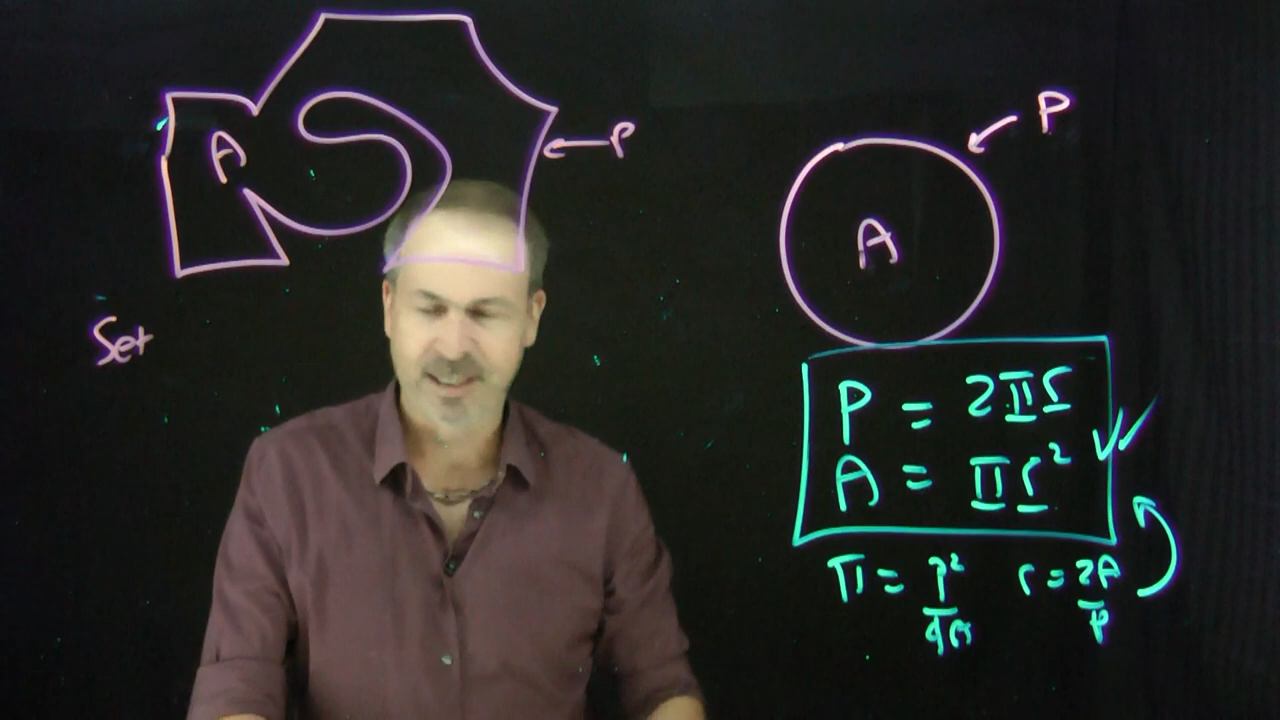 A
← P
Set
P
A
P = 2πr
A = πr²
π = P²/4A r = 2A/P